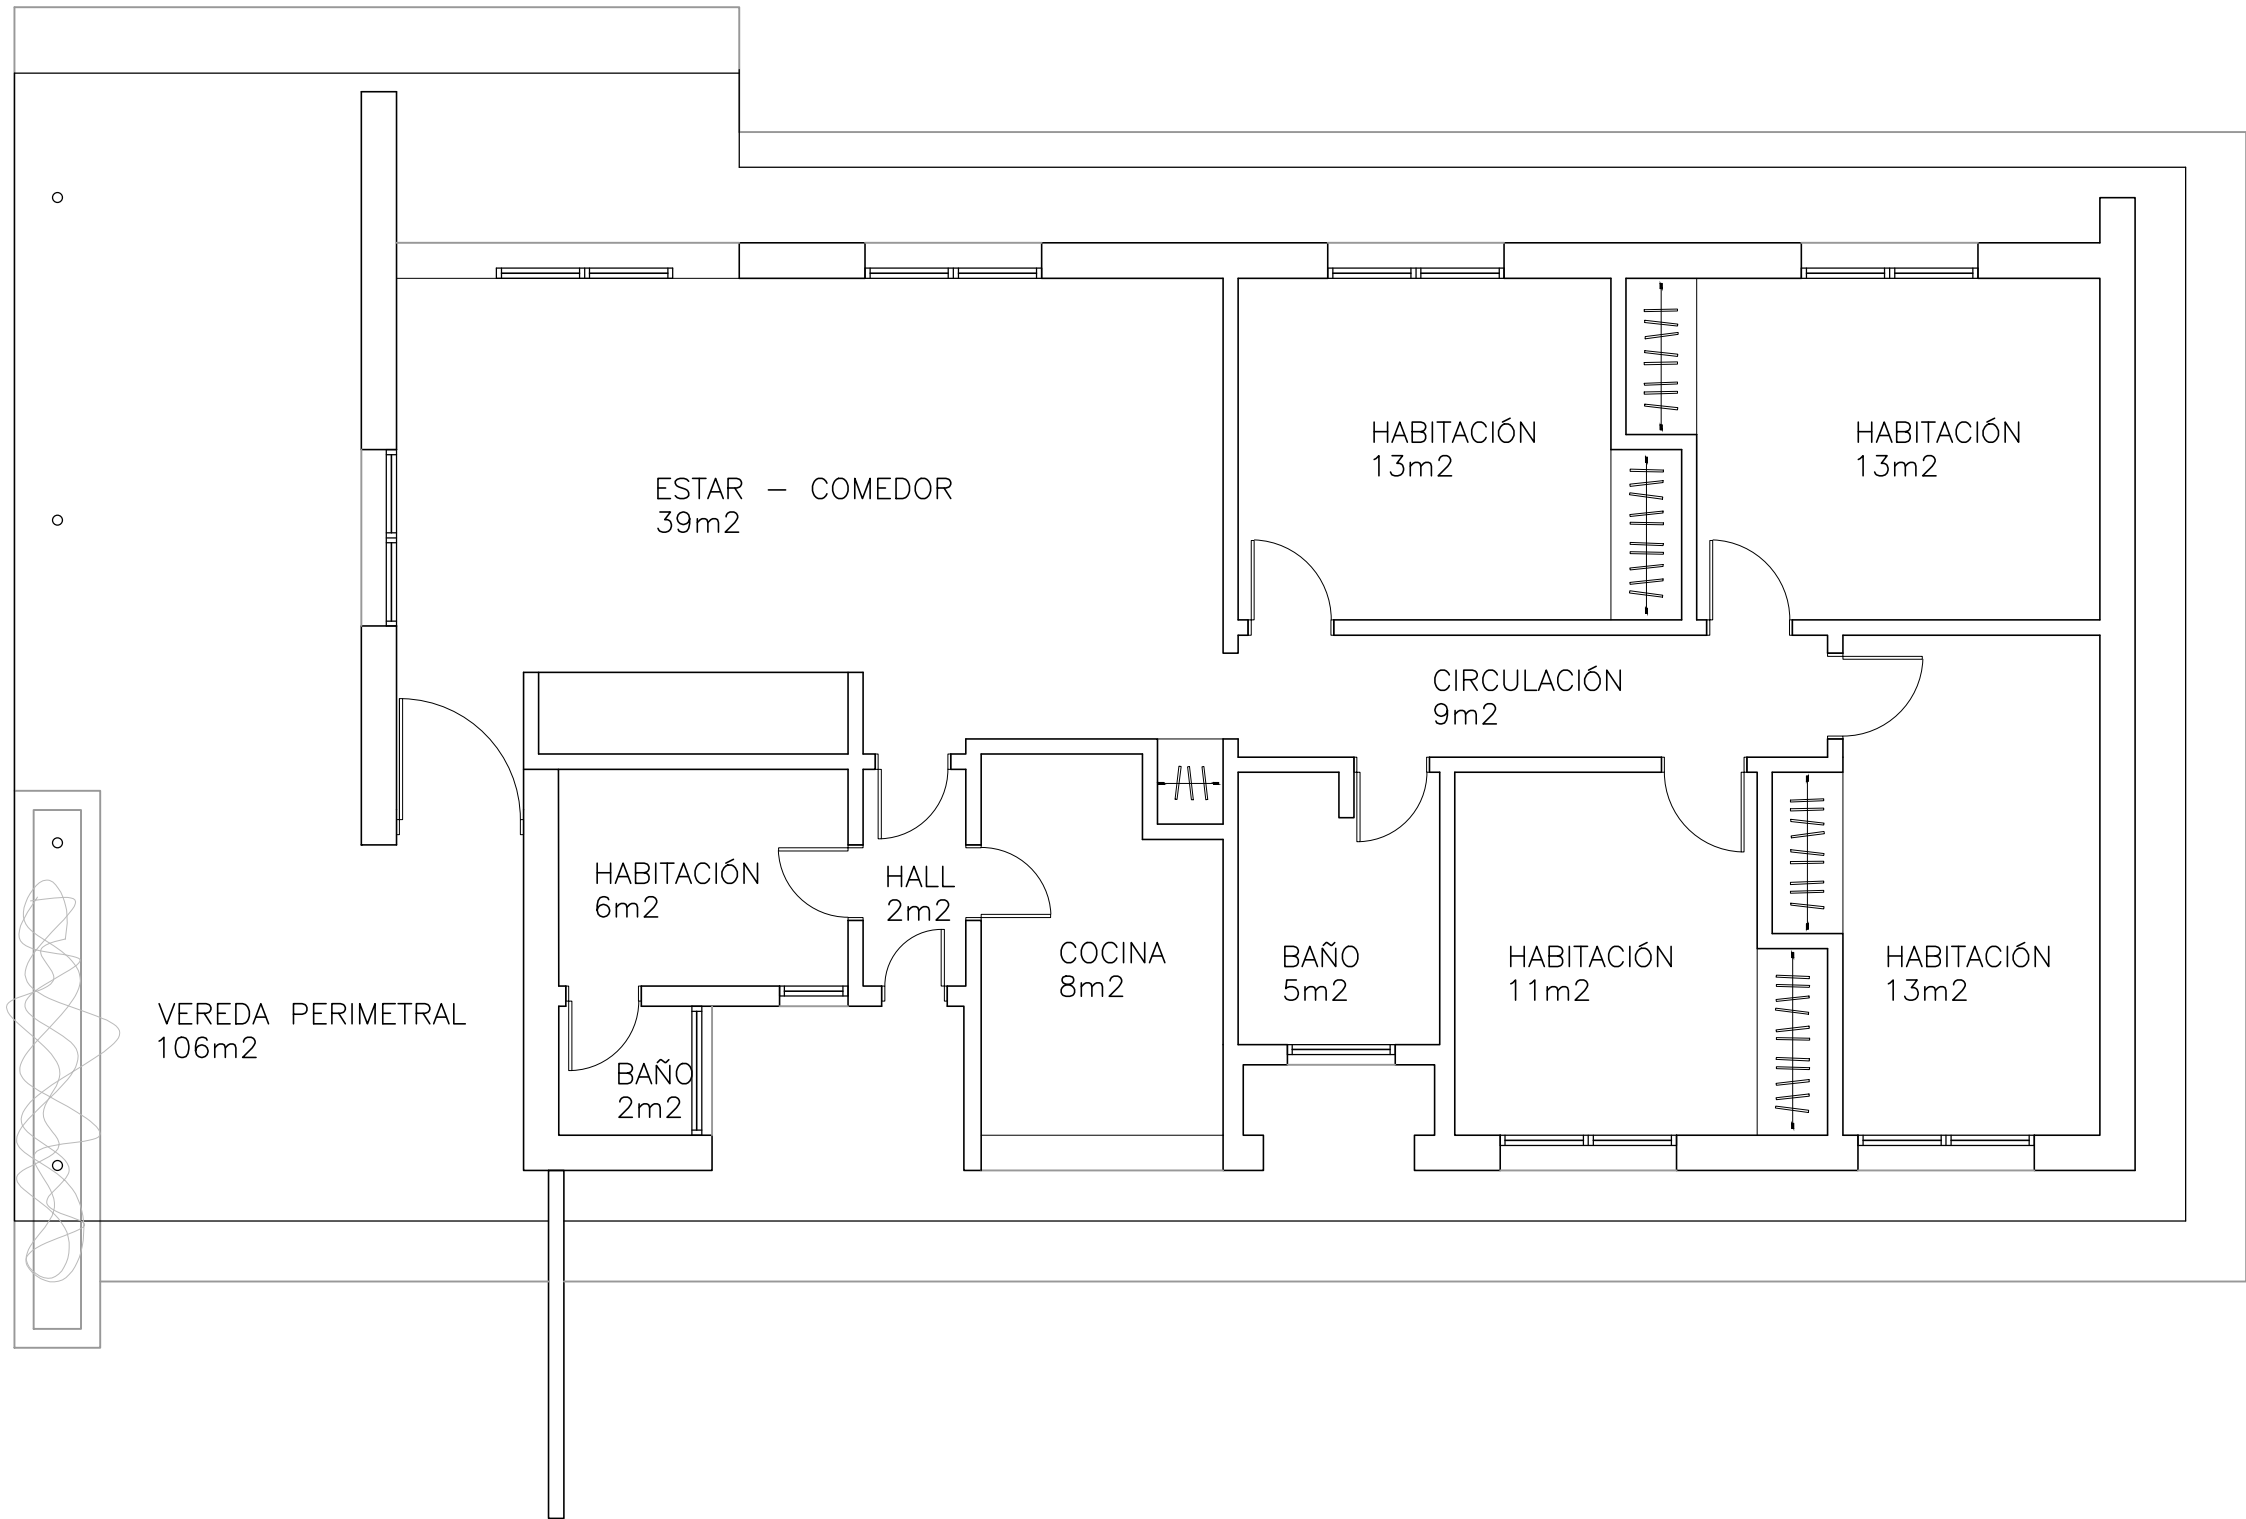 HABITACIÓN
13m2
HABITACIÓN
13m2
ESTAR - COMEDOR
39m2
CIRCULACIÓN
9m2
HABITACIÓN
6m2
HALL
2m2
COCINA
8m2
BAÑO
5m2
HABITACIÓN
11m2
HABITACIÓN
13m2
VEREDA PERIMETRAL
106m2
BAÑO
2m2